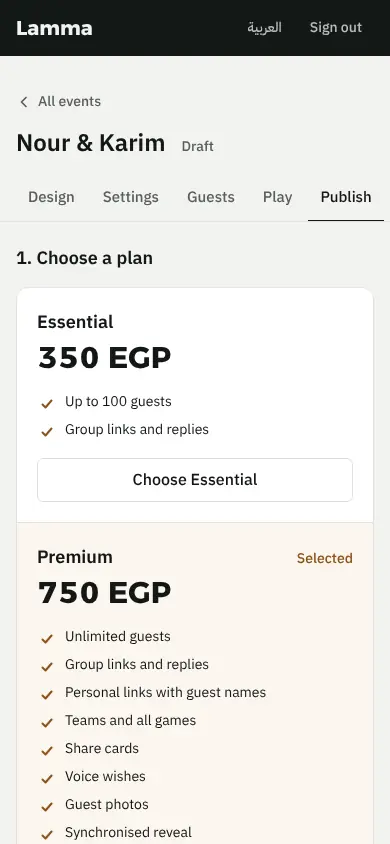 Lamma
العربية
Sign out
All events
Nour & Karim
Draft
Design
Settings
Guests
Play
Publish
1. Choose a plan
Essential
350 EGP
Up to 100 guests
Group links and replies
Choose Essential
Premium
Selected
750 EGP
Unlimited guests
Group links and replies
Personal links with guest names
Teams and all games
Share cards
Voice wishes
Guest photos
Synchronised reveal